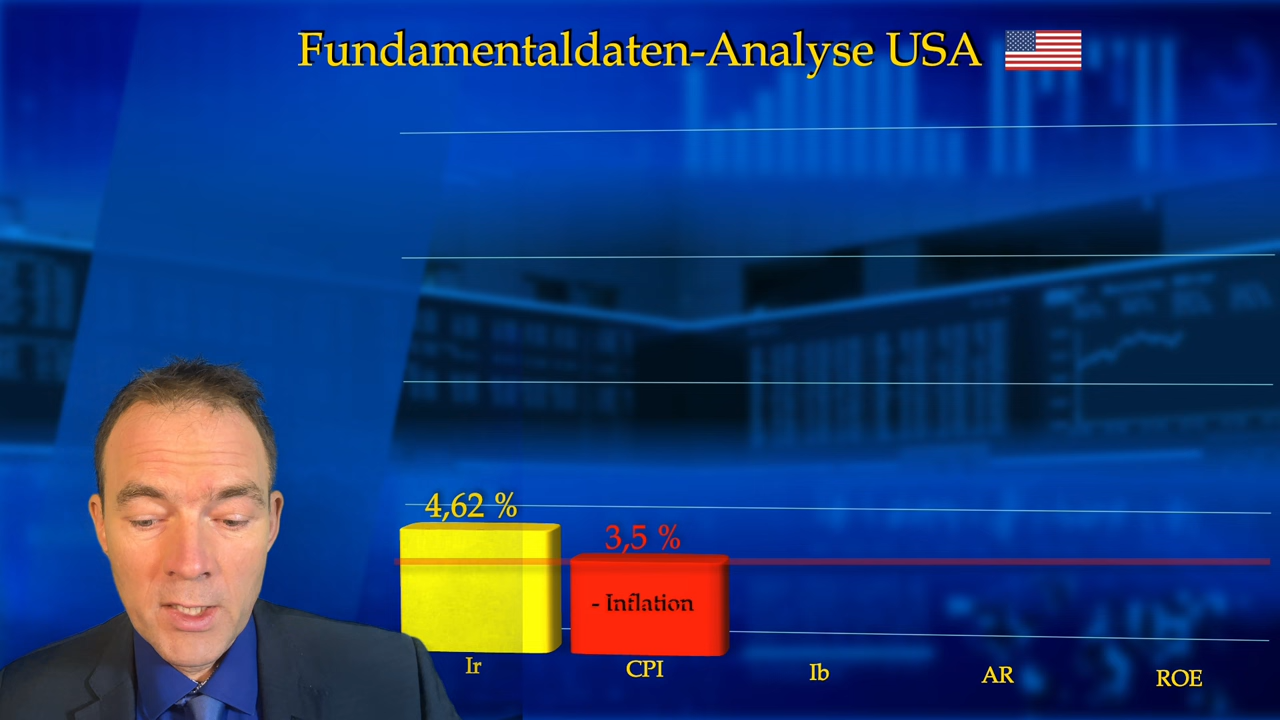 Fundamentaldaten-Analyse USA
4,62 %
3,5 %
- Inflation
Ir
CPI
Ib
AR
ROE